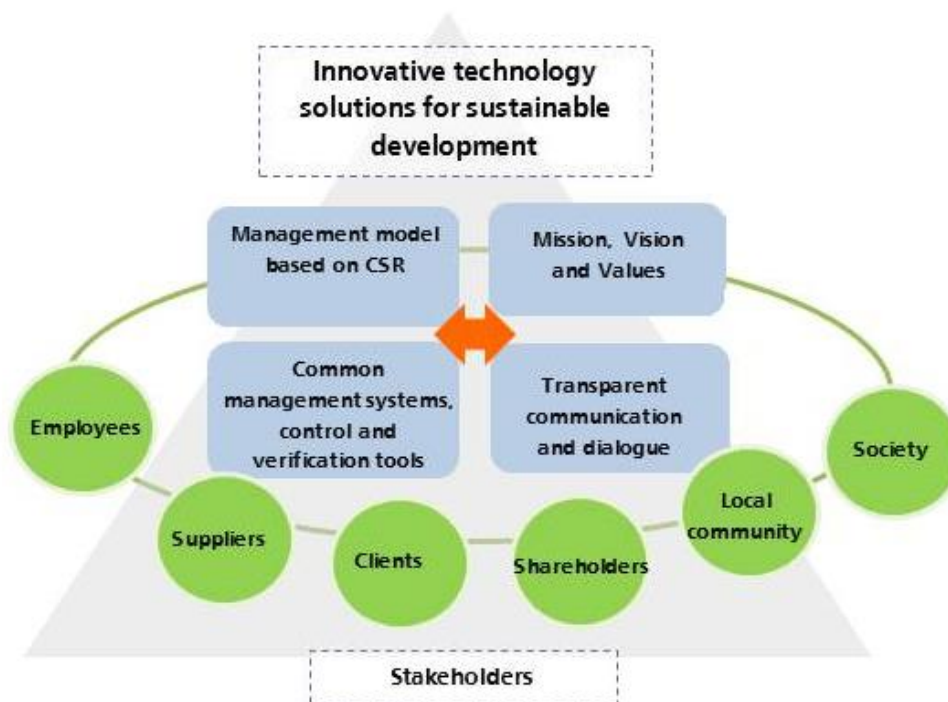 Innovative technology
solutions for sustainable
development
Management model
based on CSR
Mission, Vision
and Values
Common
management systems,
control and
verification tools
Transparent
communication
and dialogue
Employees
Suppliers
Clients
Shareholders
Local
community
Society
Stakeholders